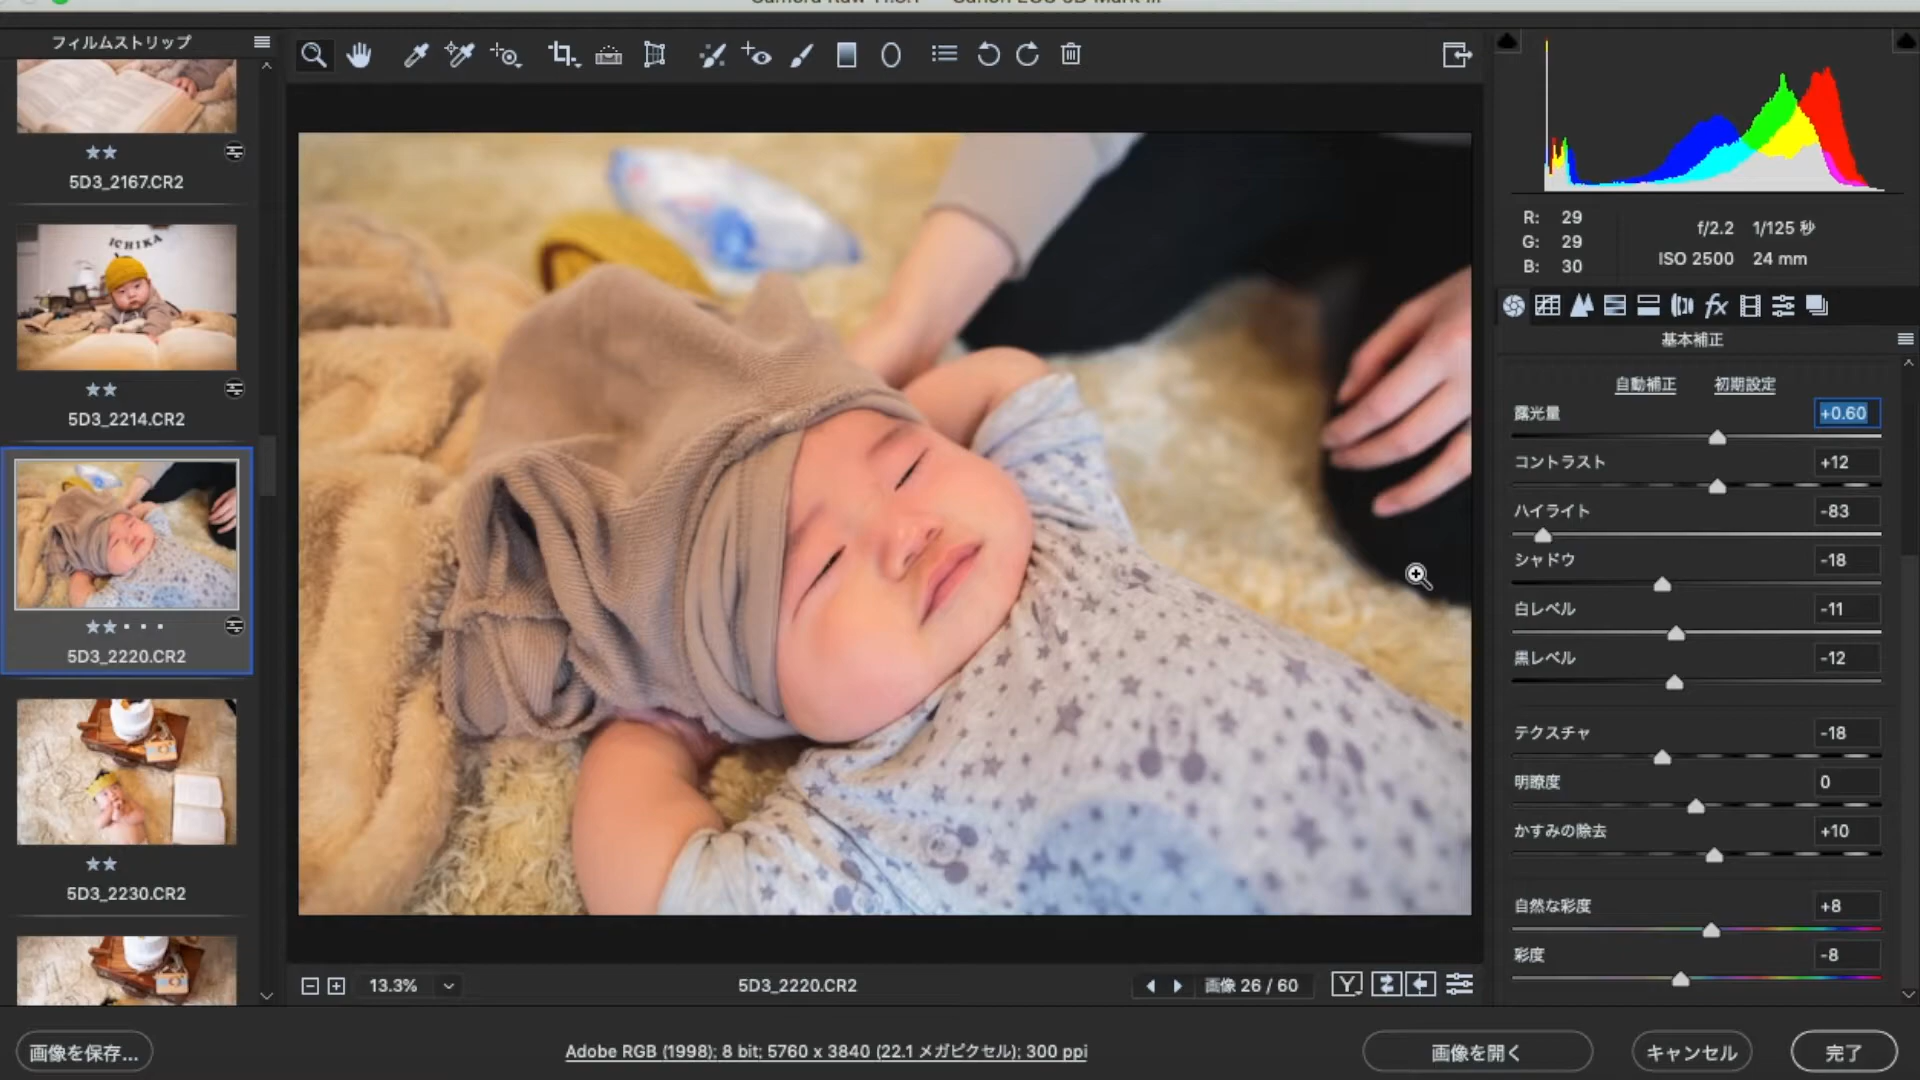 フィルムストリップ
5D3_2167.CR2
ICHIKA
5D3_2214.CR2
5D3_2220.CR2
5D3_2230.CR2
13.3%
5D3_2220.CR2
画像 26 / 60
R: 29
G: 29
B: 30
f/2.2 1/125 秒
ISO 2500 24 mm
fx
基本補正
自動補正 初期設定
露光量 +0.60
コントラスト +12
ハイライト -83
シャドウ -18
白レベル -11
黒レベル -12
テクスチャ -18
明瞭度 0
かすみの除去 +10
自然な彩度 +8
彩度 -8
画像を保存...
Adobe RGB (1998); 8 bit; 5760 x 3840 (22.1 メガピクセル); 300 ppi
画像を開く
キャンセル
完了